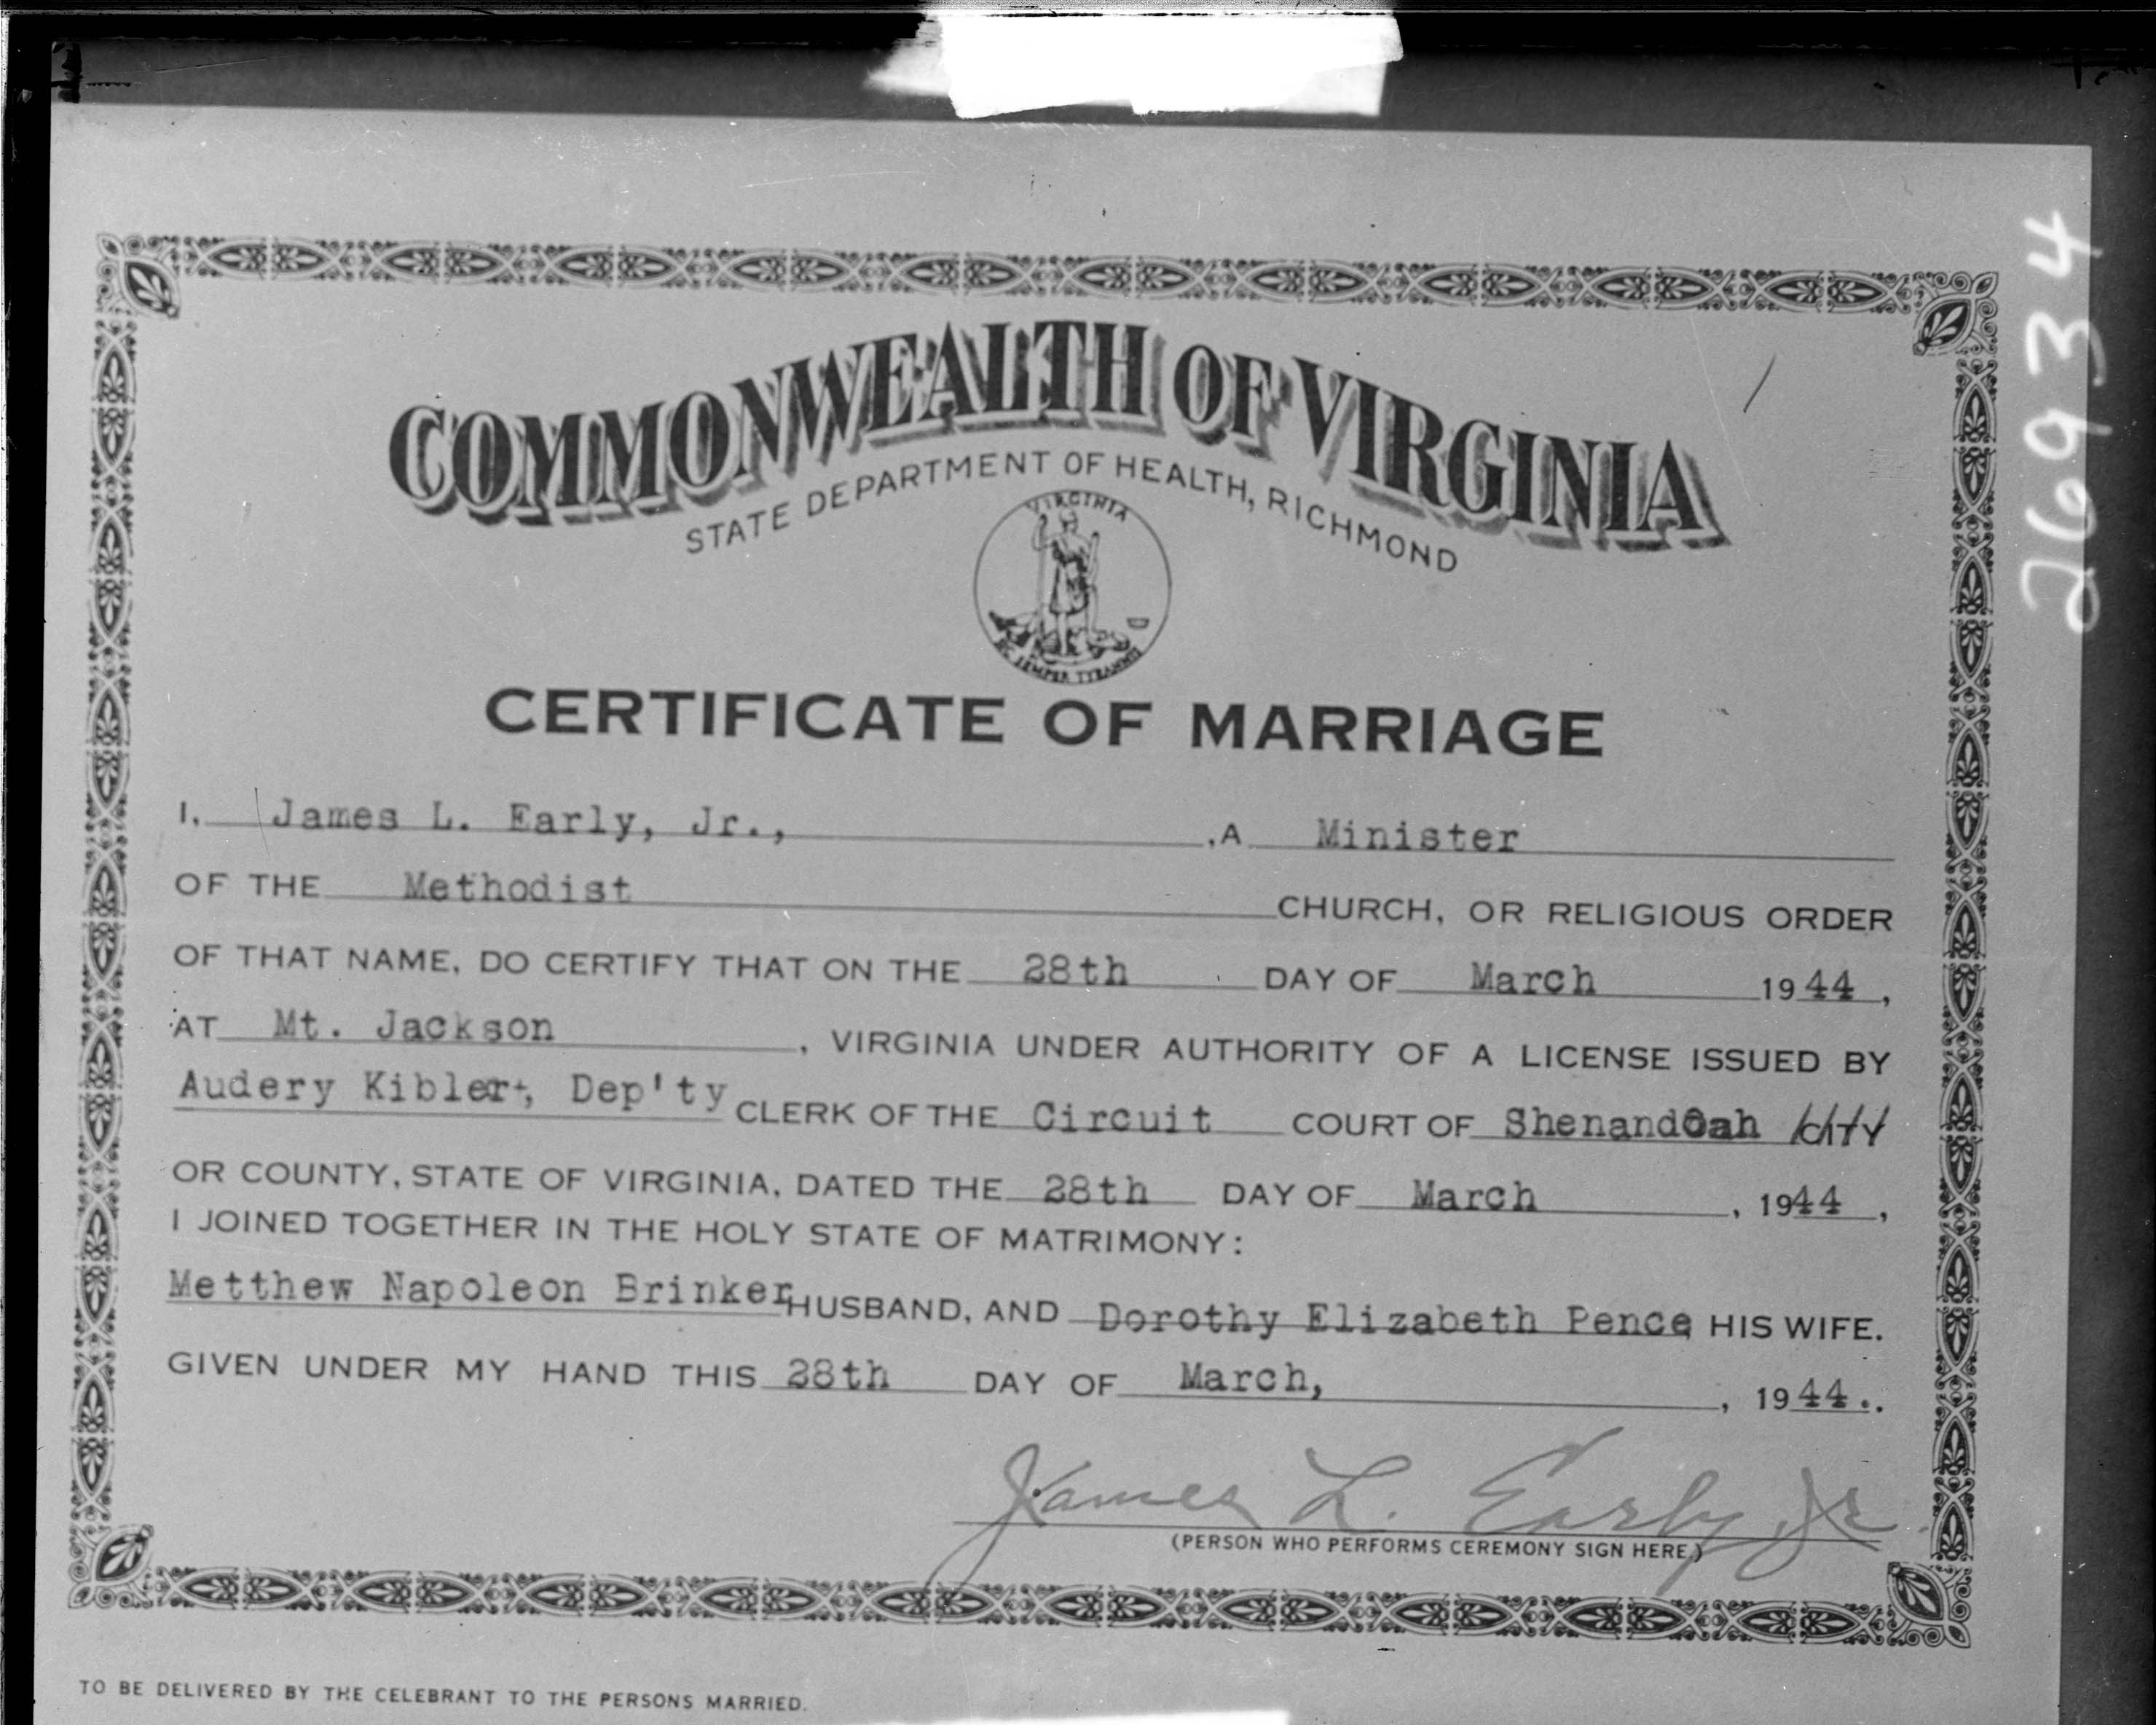 COMMONWEALTH OF VIRGINIA
STATE DEPARTMENT OF HEALTH, RICHMOND
VIRGINIA
SIC SEMPER TYRANNIS
CERTIFICATE OF MARRIAGE
I, James L. Early, Jr., , A Minister
OF THE Methodist CHURCH, OR RELIGIOUS ORDER
OF THAT NAME, DO CERTIFY THAT ON THE 28th DAY OF March 1944,
AT Mt. Jackson , VIRGINIA UNDER AUTHORITY OF A LICENSE ISSUED BY
Audery Kibler, Dep'ty CLERK OF THE Circuit COURT OF Shenandoah CITY
OR COUNTY, STATE OF VIRGINIA, DATED THE 28th DAY OF March , 1944,
I JOINED TOGETHER IN THE HOLY STATE OF MATRIMONY:
Metthew Napoleon Brinker HUSBAND, AND Dorothy Elizabeth Pence HIS WIFE.
GIVEN UNDER MY HAND THIS 28th DAY OF March, , 1944..
James L. Early Jr.
(PERSON WHO PERFORMS CEREMONY SIGN HERE.)
TO BE DELIVERED BY THE CELEBRANT TO THE PERSONS MARRIED.
26934